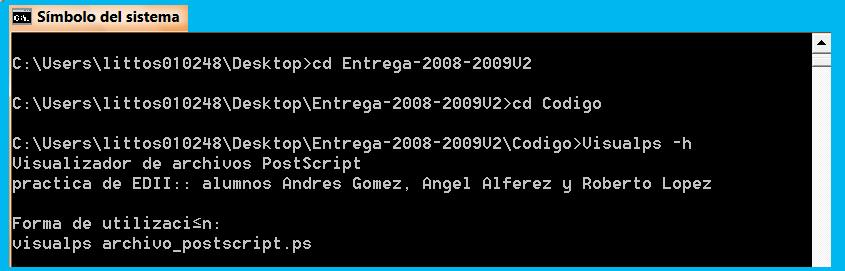 Símbolo del sistema
C:\Users\littos010248\Desktop>cd Entrega-2008-2009V2
C:\Users\littos010248\Desktop\Entrega-2008-2009V2>cd Codigo
C:\Users\littos010248\Desktop\Entrega-2008-2009V2\Codigo>Visualps -h
Visualizador de archivos PostScript
practica de EDII:: alumnos Andres Gomez, Angel Alferez y Roberto Lopez
Forma de utilizaci≤n:
visualps archivo_postscript.ps